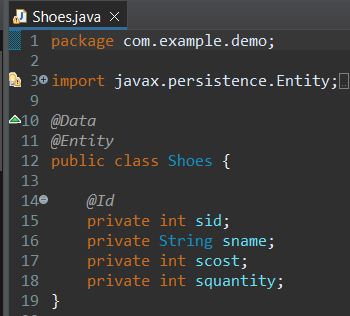 Shoes.java
1 package com.example.demo;
2
3 import javax.persistence.Entity;
9
10 @Data
11 @Entity
12 public class Shoes {
13
14 @Id
15 private int sid;
16 private String sname;
17 private int scost;
18 private int squantity;
19 }